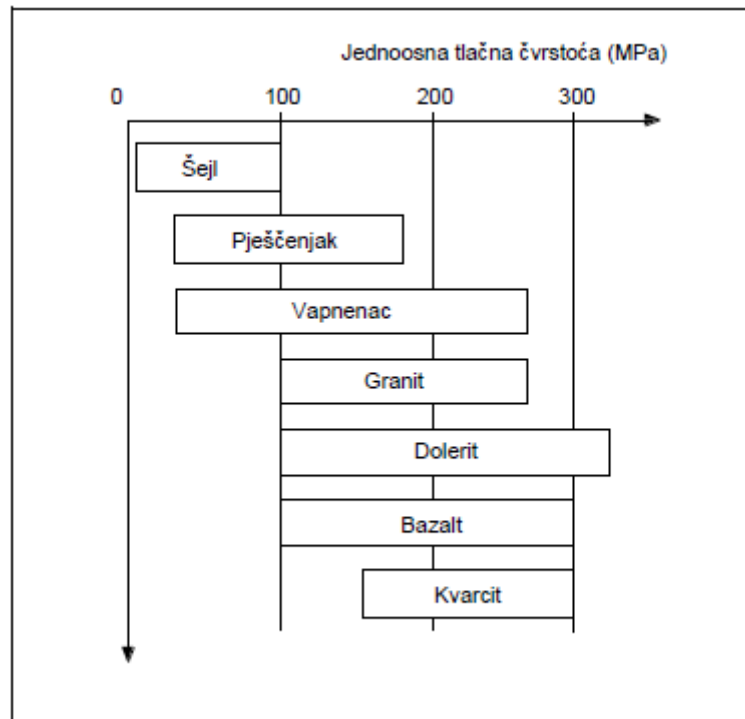 Jednoosna tlačna čvrstoća (MPa)
0 100 200 300
Šejl
Pješčenjak
Vapnenac
Granit
Dolerit
Bazalt
Kvarcit